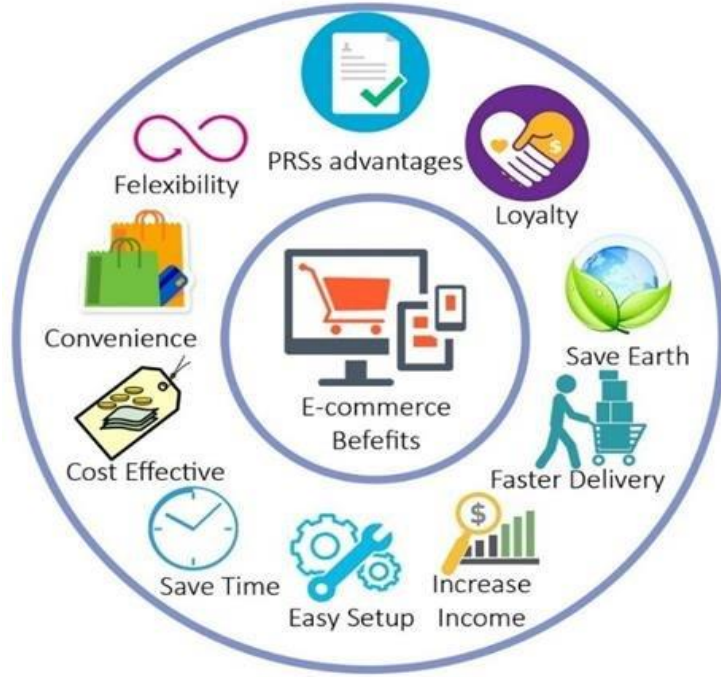 PRSs advantages
Loyalty
Save Earth
Faster Delivery
Increase
Income
Easy Setup
Save Time
Cost Effective
Convenience
Felexibility
E-commerce
Befefits
$
$